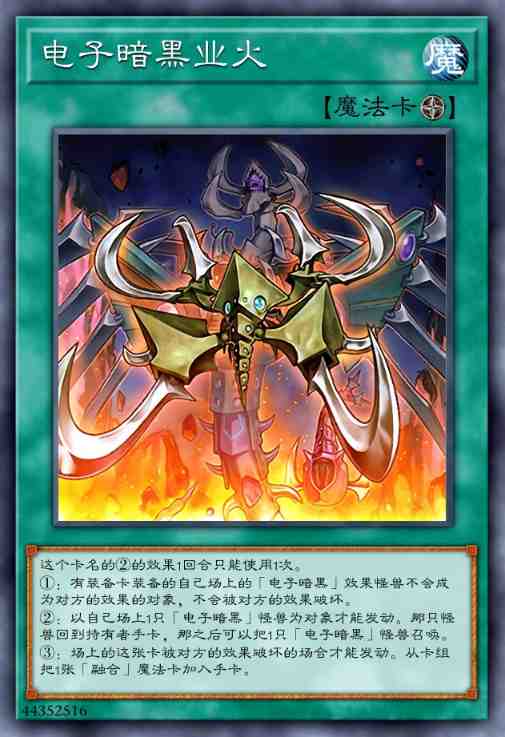 电子暗黑业火
魔
【魔法卡】
这个卡名的②的效果1回合只能使用1次。
①：有装备卡装备的自己场上的「电子暗黑」效果怪兽不会成
为对方的效果的对象，不会被对方的效果破坏。
②：以自己场上1只「电子暗黑」怪兽为对象才能发动。那只怪
兽回到持有者手卡，那之后可以把1只「电子暗黑」怪兽召唤。
③：场上的这张卡被对方的效果破坏的场合才能发动。从卡组
把1张「融合」魔法卡加入手卡。
44352516